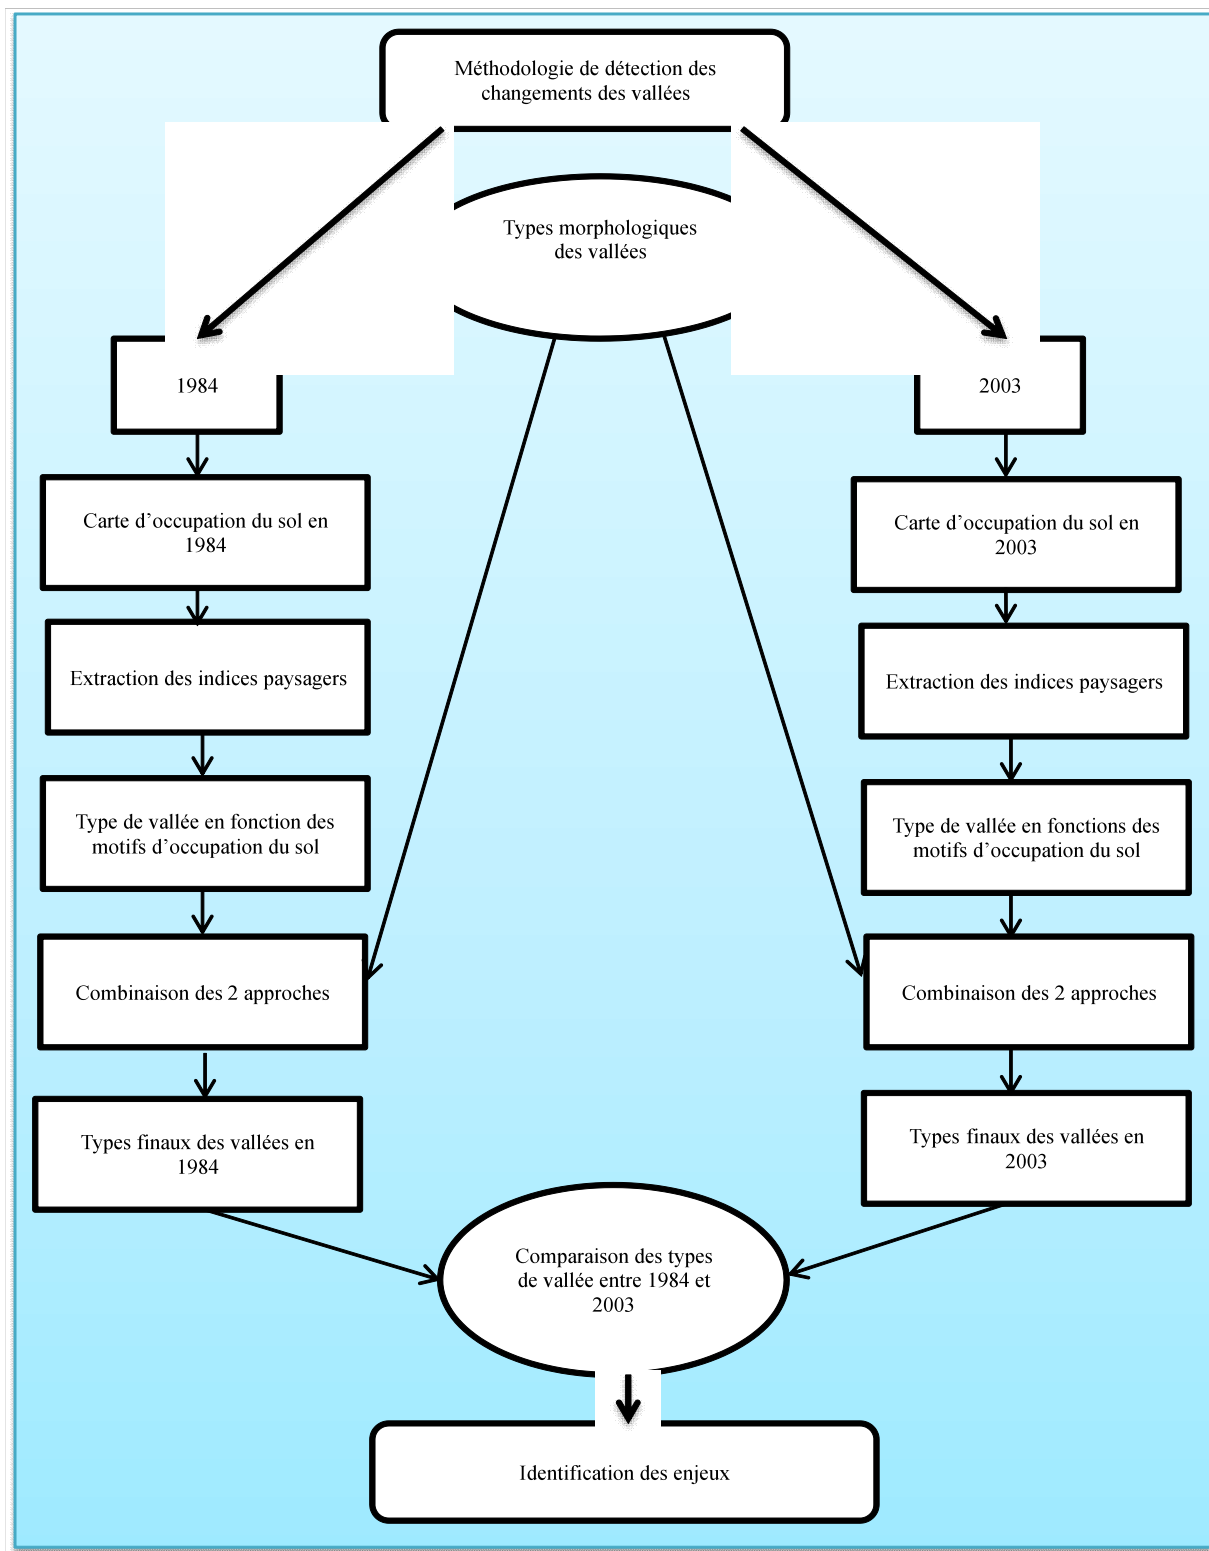 Méthodologie de détection des
changements des vallées
Types morphologiques
des vallées
1984
2003
Carte d’occupation du sol en
1984
Carte d’occupation du sol en
2003
Extraction des indices paysagers
Extraction des indices paysagers
Type de vallée en fonction des
motifs d’occupation du sol
Type de vallée en fonctions des
motifs d’occupation du sol
Combinaison des 2 approches
Combinaison des 2 approches
Types finaux des vallées en
1984
Types finaux des vallées en
2003
Comparaison des types
de vallée entre 1984 et
2003
Identification des enjeux